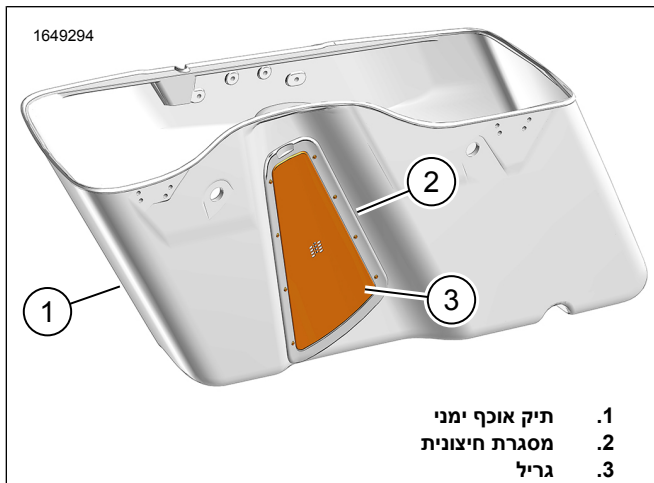 1649294
2
1
3
1. תיק אוכף ימני
2. מסגרת חיצונית
3. גריל